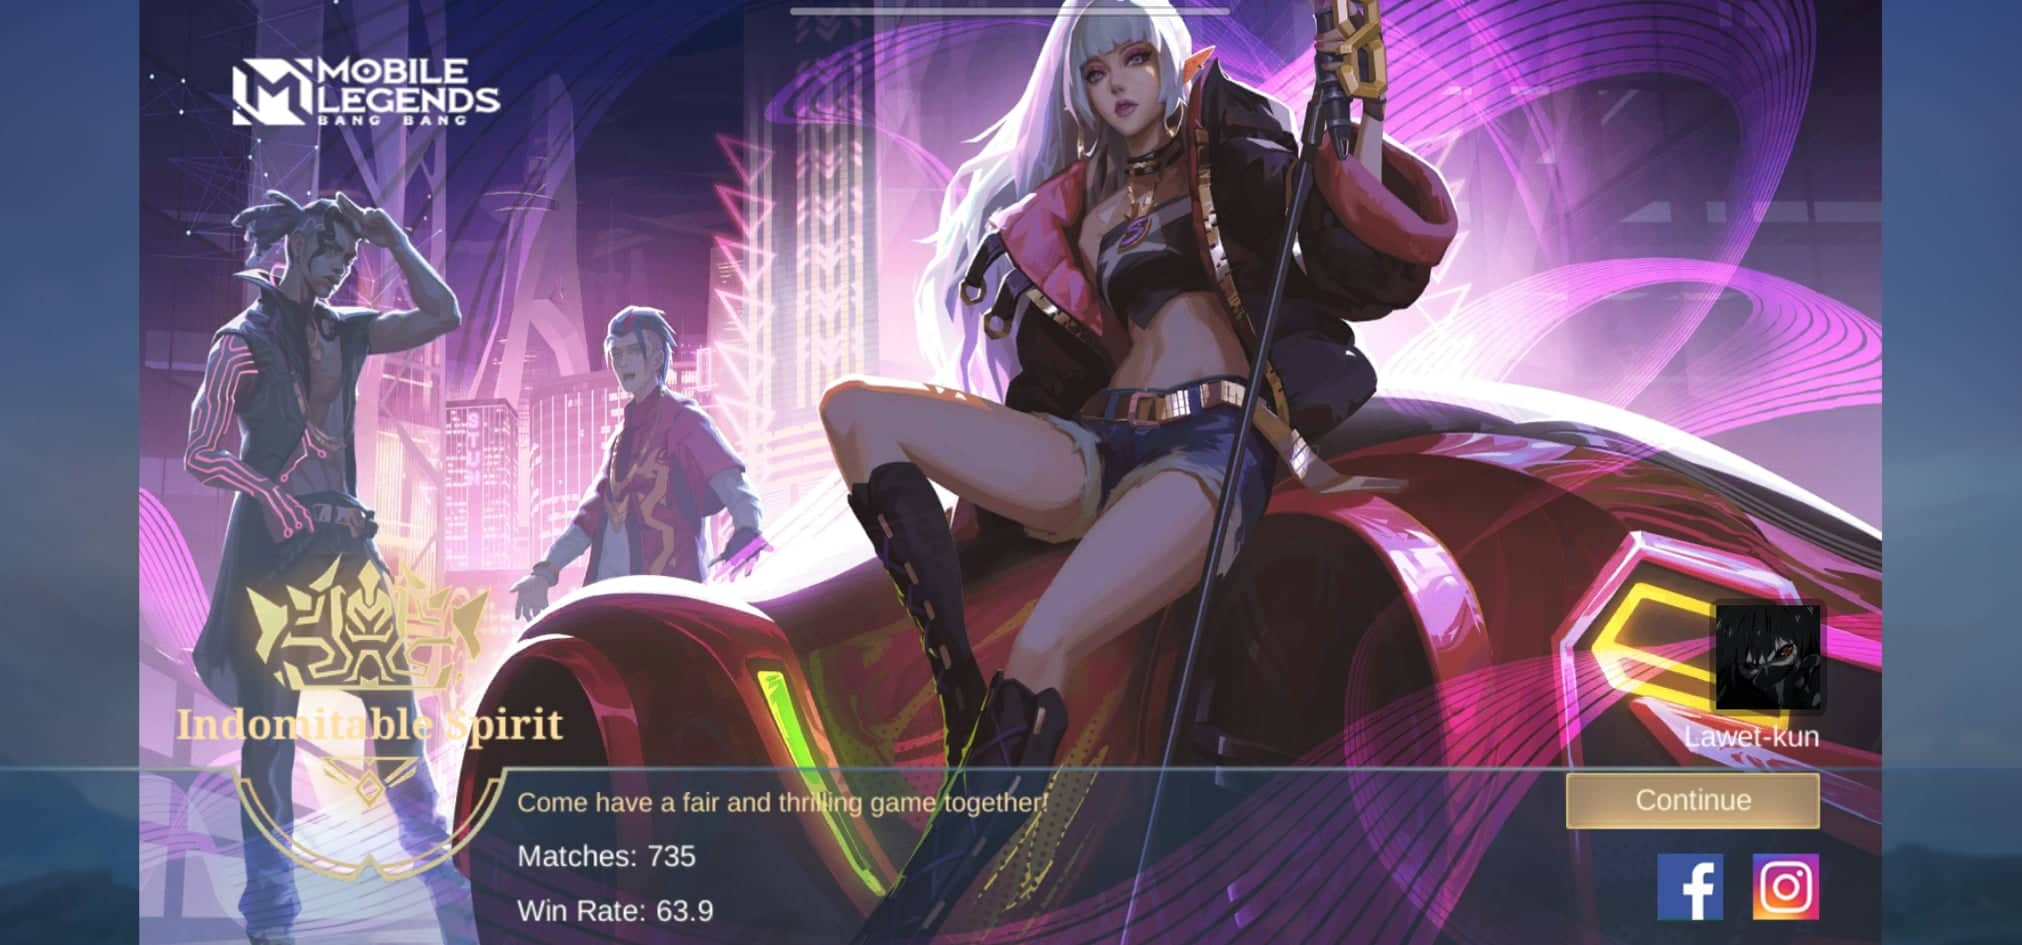 MOBILE
LEGENDS
BANG BANG
STUN
Indomitable Spirit
Lawet-kun
Come have a fair and thrilling game together!
Continue
Matches: 735
Win Rate: 63.9